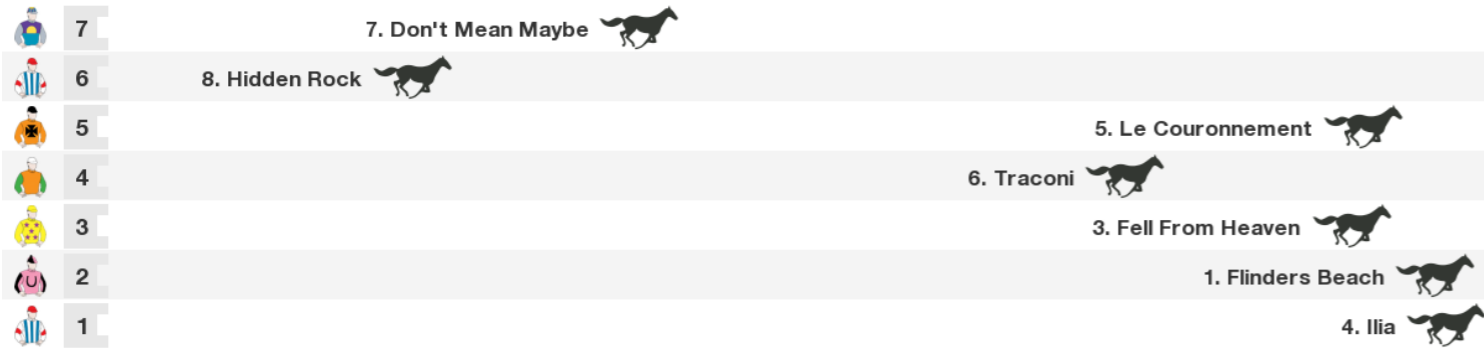 7 7. Don't Mean Maybe
6 8. Hidden Rock
5 5. Le Couronnement
4 6. Traconi
3 3. Fell From Heaven
2 1. Flinders Beach
1 4. Ilia